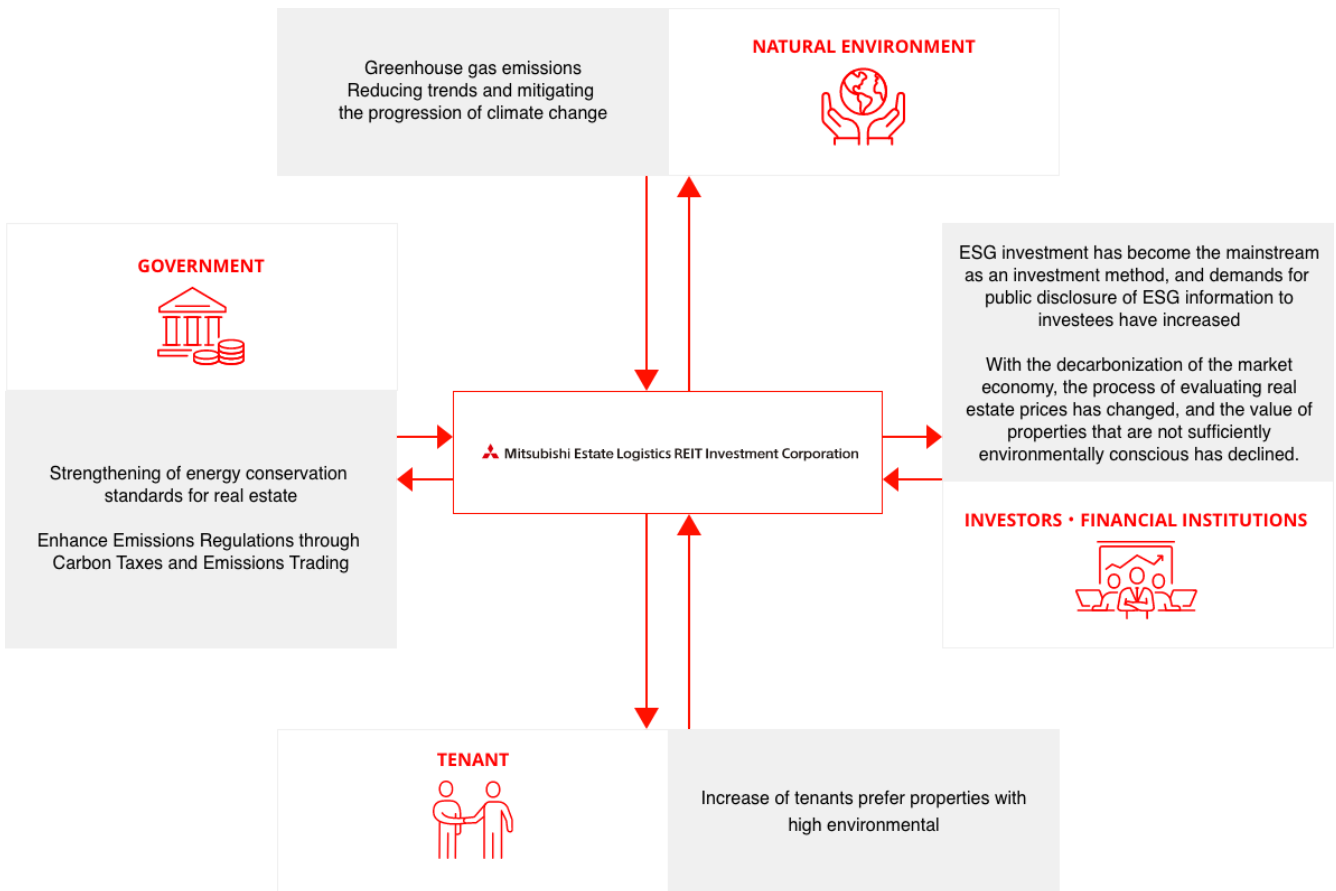 Greenhouse gas emissions
Reducing trends and mitigating
the progression of climate change
NATURAL ENVIRONMENT
GOVERNMENT
Strengthening of energy conservation
standards for real estate
Enhance Emissions Regulations through
Carbon Taxes and Emissions Trading
Mitsubishi Estate Logistics REIT Investment Corporation
ESG investment has become the mainstream
as an investment method, and demands for
public disclosure of ESG information to
investees have increased
With the decarbonization of the market
economy, the process of evaluating real
estate prices has changed, and the value of
properties that are not sufficiently
environmentally conscious has declined.
INVESTORS・FINANCIAL INSTITUTIONS
TENANT
Increase of tenants prefer properties with
high environmental